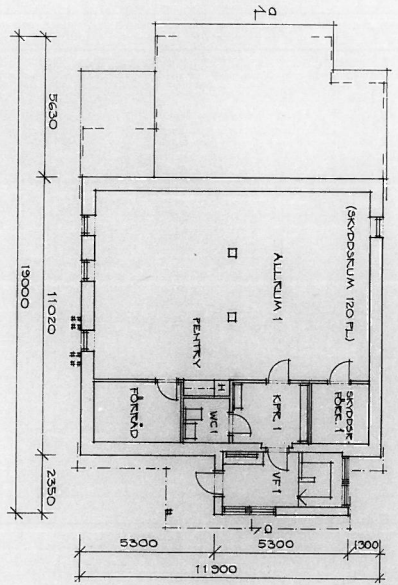 a
5630
11020
2350
19000
(SKYDDSRUM 120 PL.)
ALLRUM 1
PENTRY
SKYDDSR.
FÖRR. 1
KPR. 1
H
WC 1
FÖRRÅD
VF 1
a
5300
5300
1300
11900